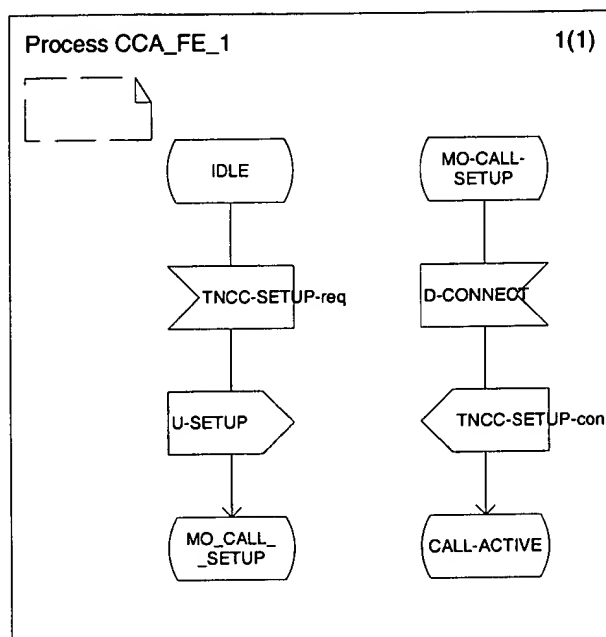 Process CCA_FE_1
1(1)
IDLE
TNCC-SETUP-req
U-SETUP
MO_CALL_
_SETUP
MO-CALL-
SETUP
D-CONNECT
TNCC-SETUP-con
CALL-ACTIVE